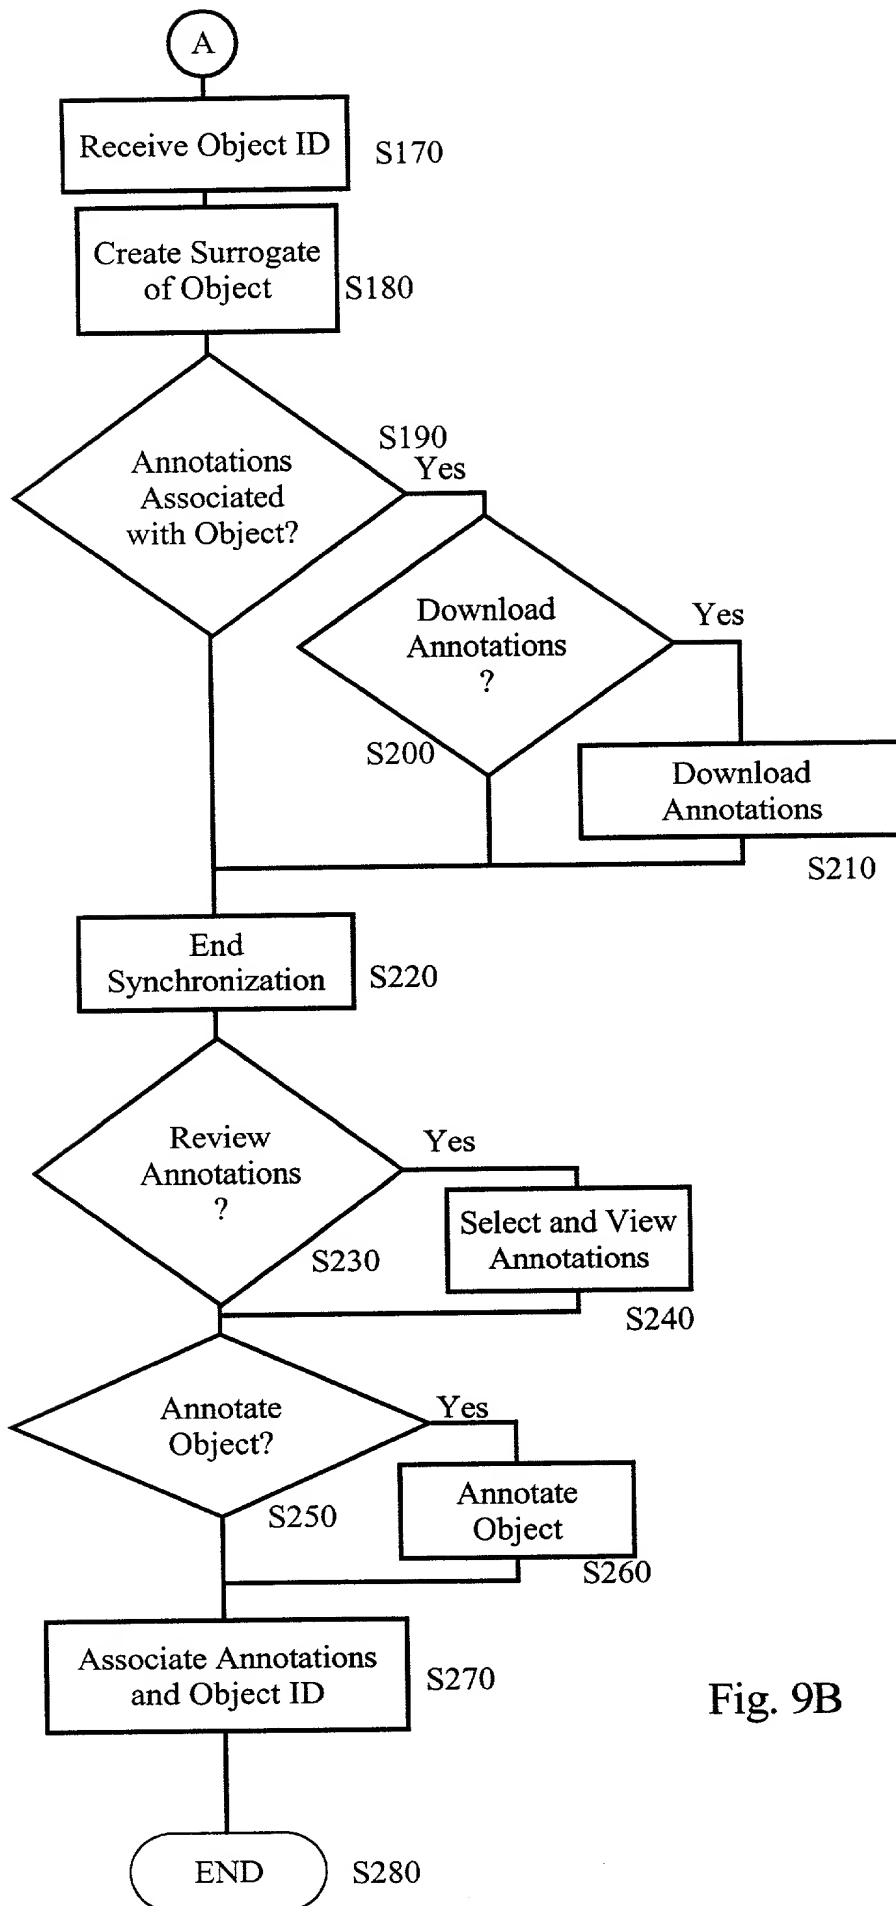 A
Receive Object ID
S170
Create Surrogate
of Object
S180
S190
Yes
Annotations
Associated
with Object?
Download
Annotations
?
Yes
S200
Download
Annotations
S210
End
Synchronization
S220
Review
Annotations
?
Yes
S230
Select and View
Annotations
S240
Annotate
Object?
Yes
S250
Annotate
Object
S260
Associate Annotations
and Object ID
S270
Fig. 9B
END
S280